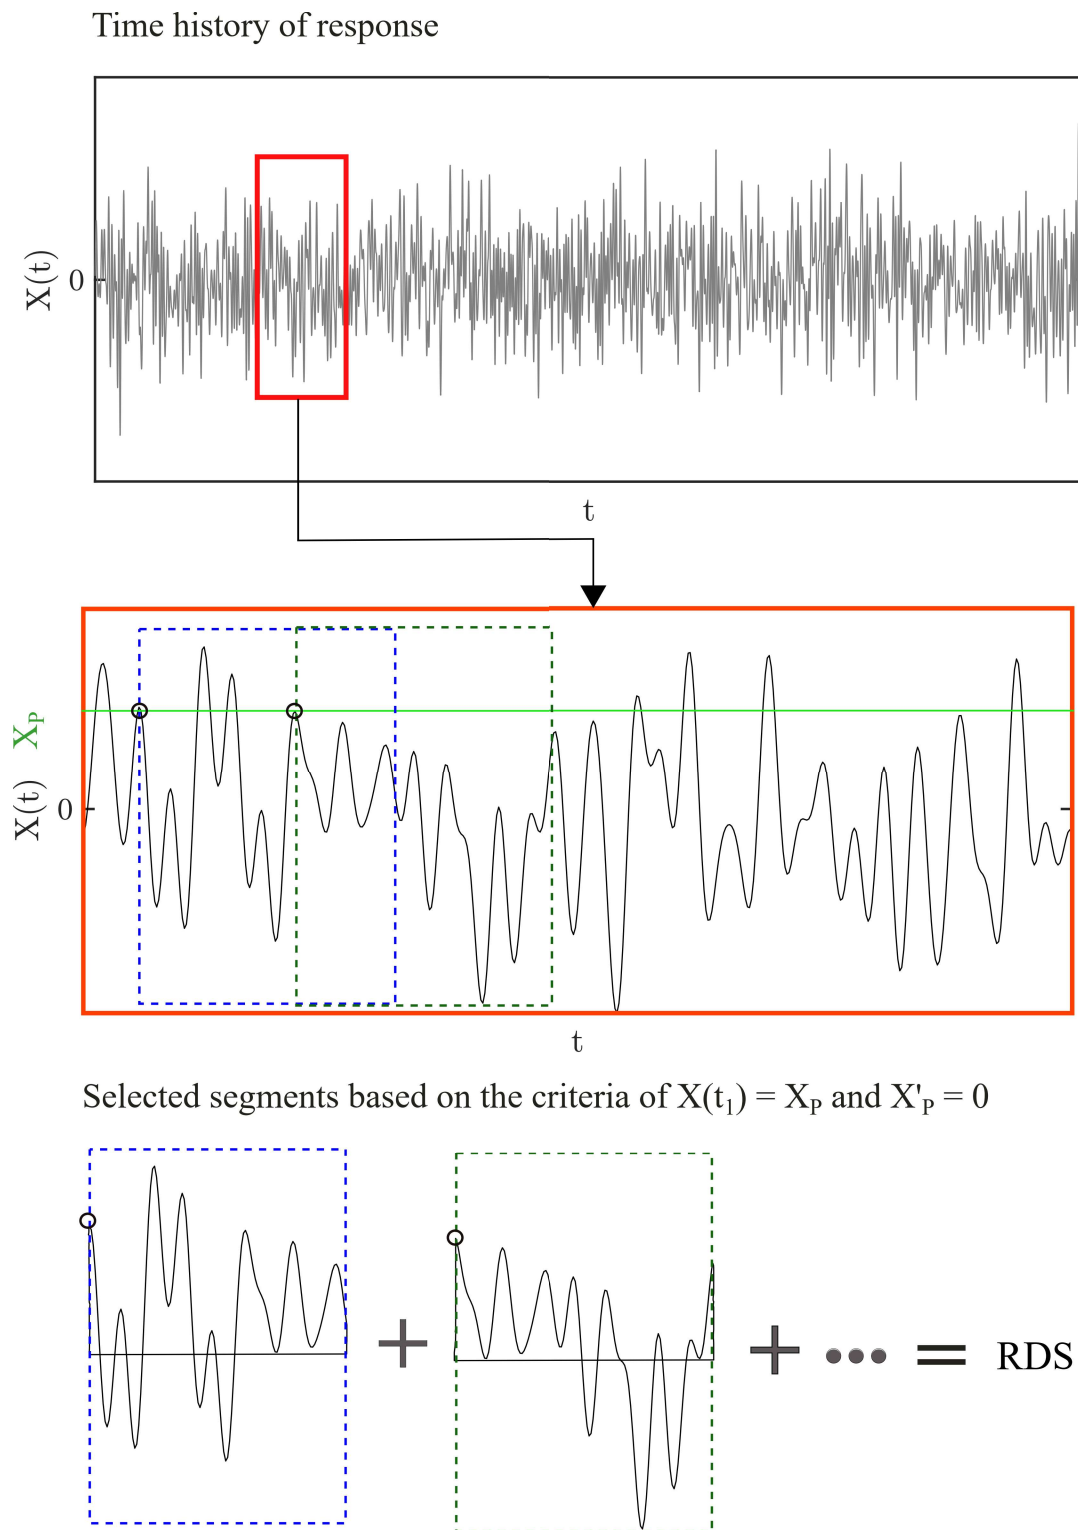 Time history of response
X(t)
0
t
X(t) X_P
0
t
Selected segments based on the criteria of X(t₁) = X_P and X'_P = 0
+ + ••• = RDS